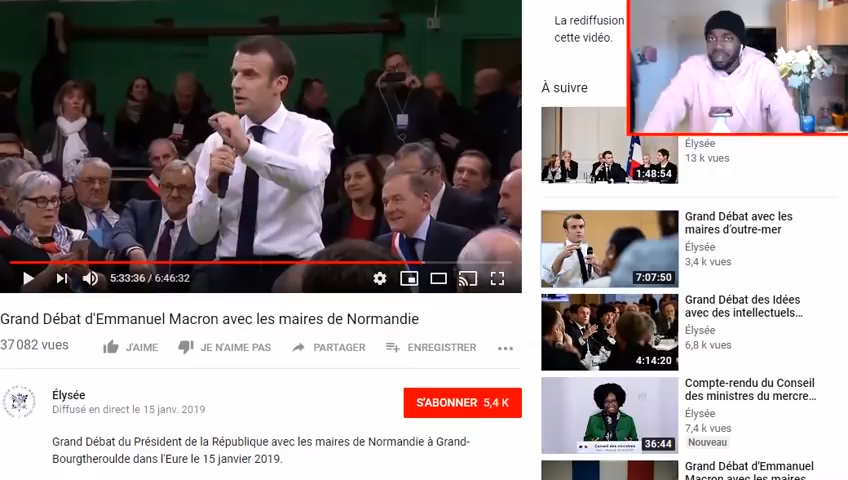 5:33:36 / 6:46:32
Grand Débat d'Emmanuel Macron avec les maires de Normandie
37 082 vues
J'AIME
JE N'AIME PAS
PARTAGER
ENREGISTRER
Élysée
Diffusé en direct le 15 janv. 2019
S'ABONNER 5,4 K
Grand Débat du Président de la République avec les maires de Normandie à Grand-
Bourgtheroulde dans l'Eure le 15 janvier 2019.
La rediffusion
cette vidéo.
À suivre
1:48:54
Élysée
13 k vues
7:07:50
Grand Débat avec les
maires d'outre-mer
Élysée
3,4 k vues
4:14:20
Grand Débat des Idées
avec des intellectuels...
Élysée
6,8 k vues
36:44
Compte-rendu du Conseil
des ministres du mercre...
Élysée
7,4 k vues
Nouveau
Grand Débat d'Emmanuel
Macron avec les maires